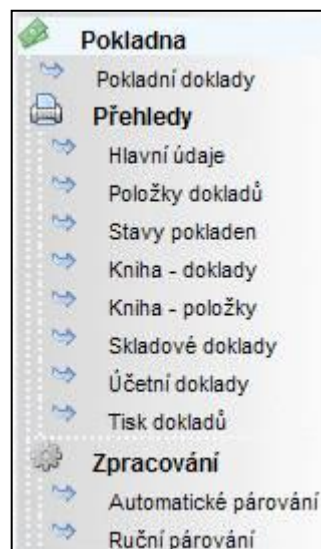 Pokladna
Pokladní doklady
Přehledy
Hlavní údaje
Položky dokladů
Stavy pokladen
Kniha - doklady
Kniha - položky
Skladové doklady
Účetní doklady
Tisk dokladů
Zpracování
Automatické párování
Ruční párování